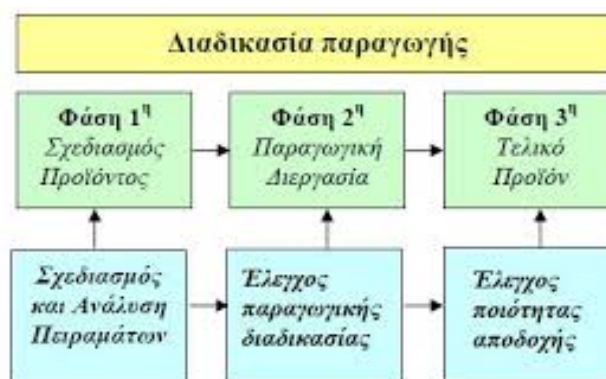 Διαδικασία παραγωγής
Φάση 1η
Σχεδιασμός
Προϊόντος
Φάση 2η
Παραγωγική
Διεργασία
Φάση 3η
Τελικό
Προϊόν
Σχεδιασμός
και Ανάλυση
Πειραμάτων
Έλεγχος
παραγωγικής
διαδικασίας
Έλεγχος
ποιότητας
αποδοχής